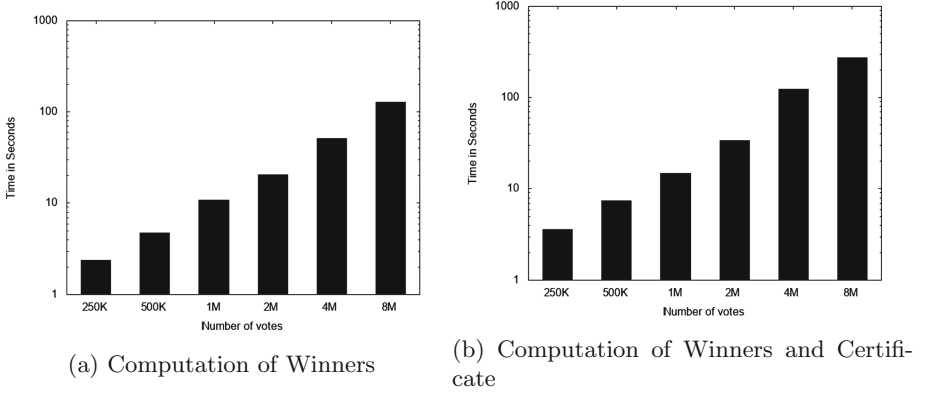 1000
100
10
1
Time in Seconds
250K 500K 1M 2M 4M 8M
Number of votes
(a) Computation of Winners
1000
100
10
1
Time in Seconds
250K 500K 1M 2M 4M 8M
Number of votes
(b) Computation of Winners and Certifi-
cate